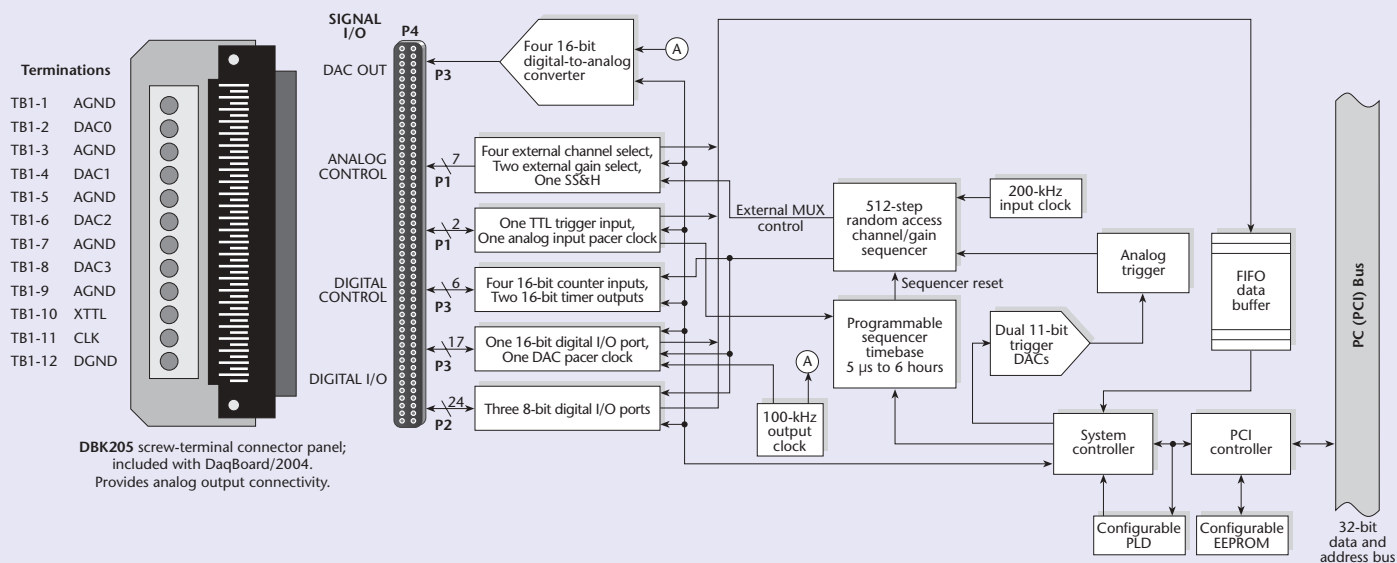 Terminations
TB1-1 AGND
TB1-2 DAC0
TB1-3 AGND
TB1-4 DAC1
TB1-5 AGND
TB1-6 DAC2
TB1-7 AGND
TB1-8 DAC3
TB1-9 AGND
TB1-10 XTTL
TB1-11 CLK
TB1-12 DGND
DBK205 screw-terminal connector panel;
included with DaqBoard/2004.
Provides analog output connectivity.
SIGNAL
I/O
P4
DAC OUT
P3
ANALOG
CONTROL
7
P1
2
P1
DIGITAL
CONTROL
6
P3
17
P3
DIGITAL I/O
24
P2
Four 16-bit
digital-to-analog
converter
A
Four external channel select,
Two external gain select,
One SS&H
One TTL trigger input,
One analog input pacer clock
Four 16-bit counter inputs,
Two 16-bit timer outputs
One 16-bit digital I/O port,
One DAC pacer clock
Three 8-bit digital I/O ports
External MUX
control
512-step
random access
channel/gain
sequencer
200-kHz
input clock
Sequencer reset
Analog
trigger
Programmable
sequencer
timebase
5 µs to 6 hours
Dual 11-bit
trigger
DACs
FIFO
data
buffer
A
100-kHz
output
clock
System
controller
PCI
controller
Configurable
PLD
Configurable
EEPROM
PC (PCI) Bus
32-bit
data and
address bus